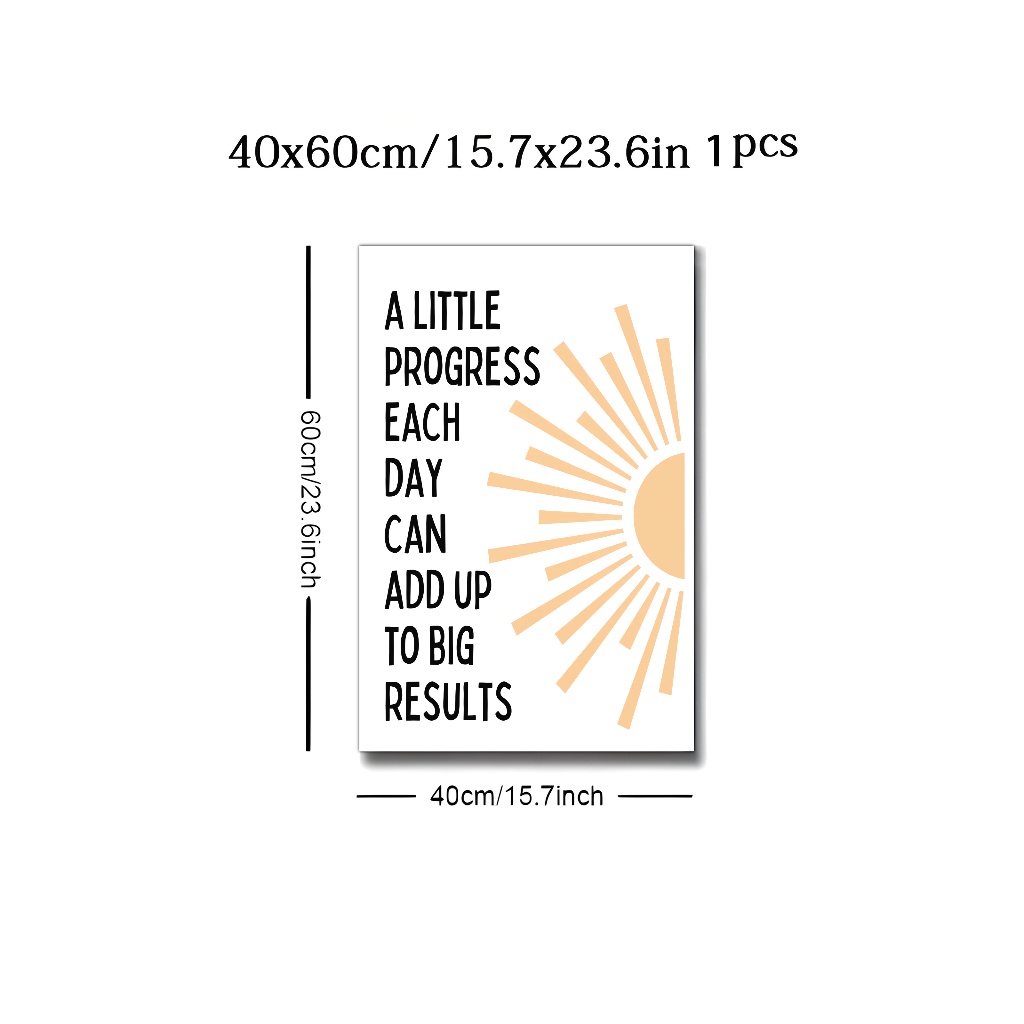 40x60cm/15.7x23.6in 1pcs
A LITTLE
PROGRESS
EACH
DAY
CAN
ADD UP
TO BIG
RESULTS
60cm/23.6inch
40cm/15.7inch